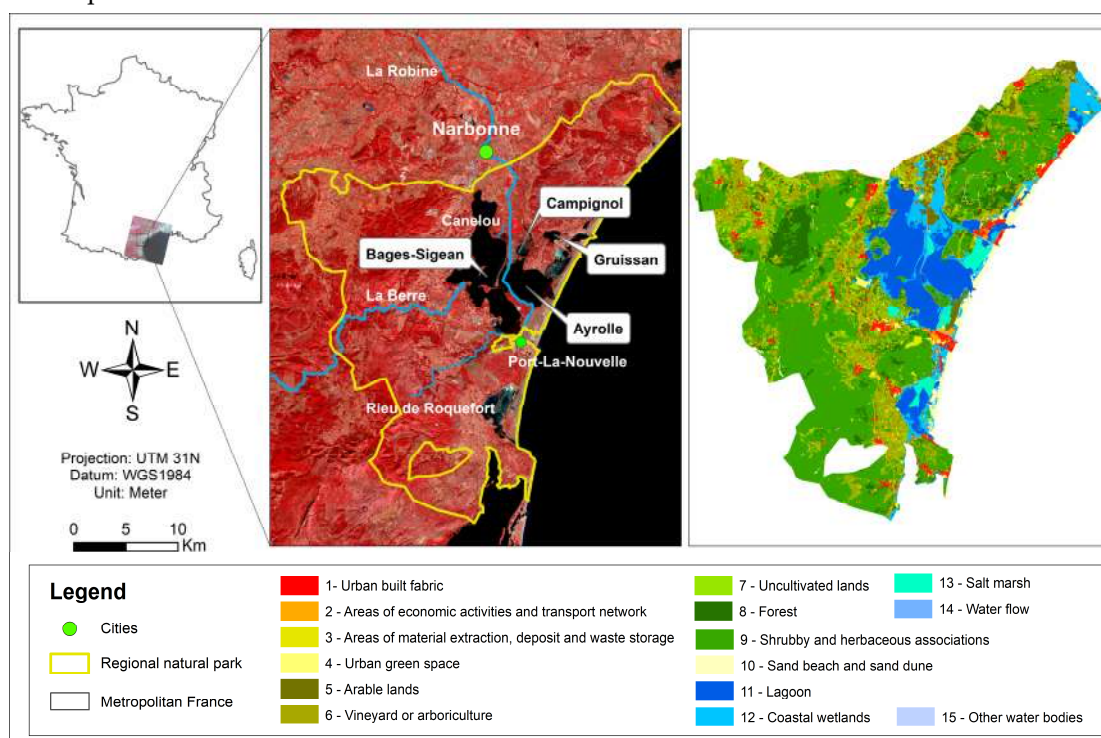 La Robine
Narbonne
Canelou
Campignol
Bages-Sigean
Gruissan
La Berre
Ayrolle
Port-La-Nouvelle
Rieu de Roquefort
N
W E
S
Projection: UTM 31N
Datum: WGS1984
Unit: Meter
0 5 10
Km
Legend
Cities
Regional natural park
Metropolitan France
1- Urban built fabric
2 - Areas of economic activities and transport network
3 - Areas of material extraction, deposit and waste storage
4 - Urban green space
5 - Arable lands
6 - Vineyard or arboriculture
7 - Uncultivated lands
8 - Forest
9 - Shrubby and herbaceous associations
10 - Sand beach and sand dune
11 - Lagoon
12 - Coastal wetlands
13 - Salt marsh
14 - Water flow
15 - Other water bodies